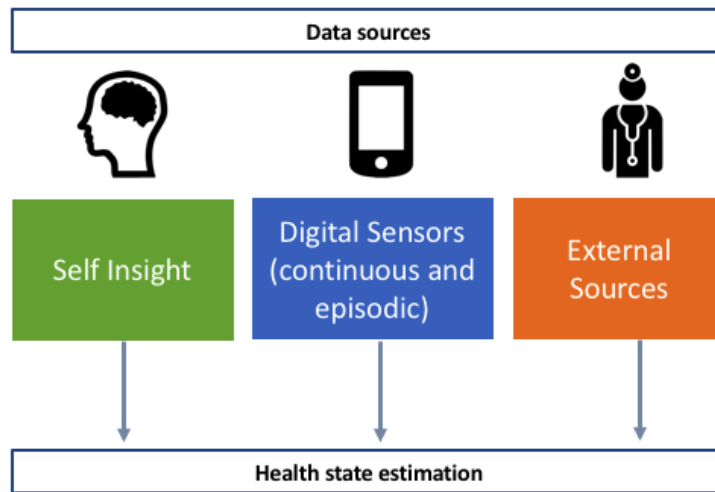 Data sources
Self Insight
Digital Sensors
(continuous and
episodic)
External
Sources
Health state estimation